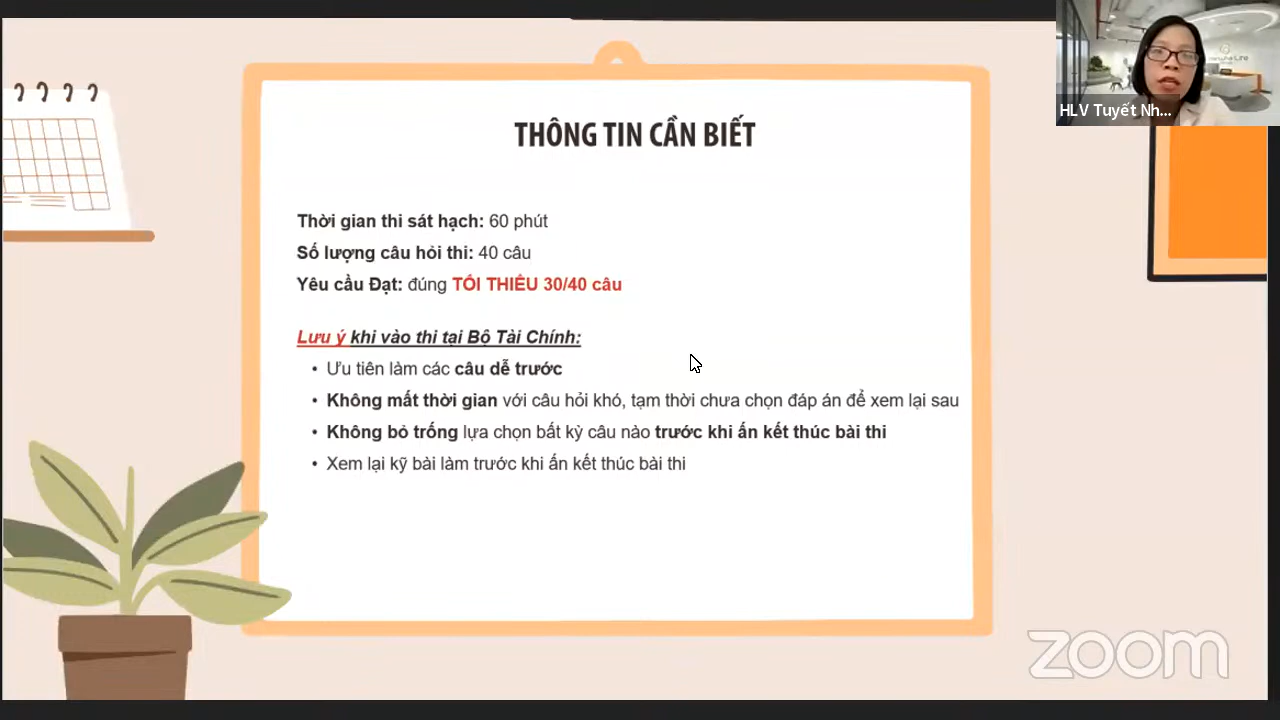 HLV Tuyết Nh...
THÔNG TIN CẦN BIẾT
Thời gian thi sát hạch: 60 phút
Số lượng câu hỏi thi: 40 câu
Yêu cầu Đạt: đúng TỐI THIỂU 30/40 câu
Lưu ý khi vào thi tại Bộ Tài Chính:
• Ưu tiên làm các câu dễ trước
• Không mất thời gian với câu hỏi khó, tạm thời chưa chọn đáp án để xem lại sau
• Không bỏ trống lựa chọn bất kỳ câu nào trước khi ấn kết thúc bài thi
• Xem lại kỹ bài làm trước khi ấn kết thúc bài thi
zoom